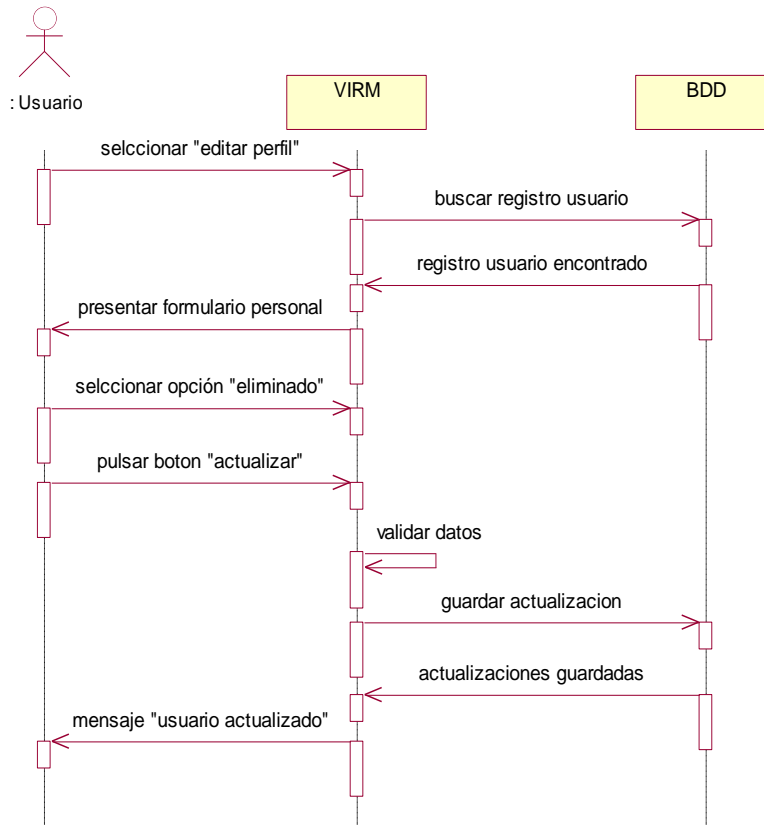 : Usuario
VIRM
BDD
selccionar "editar perfil"
buscar registro usuario
registro usuario encontrado
presentar formulario personal
selccionar opción "eliminado"
pulsar boton "actualizar"
validar datos
guardar actualizacion
actualizaciones guardadas
mensaje "usuario actualizado"